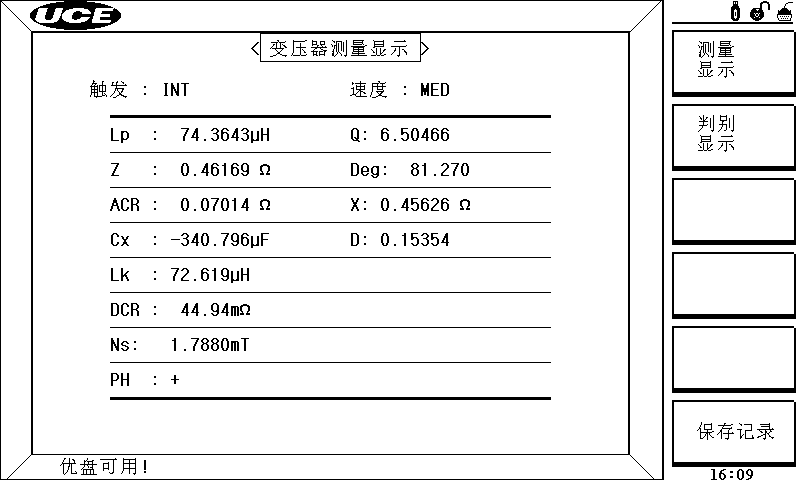 UCE
变压器测量显示
触发 : INT 速度 : MED
Lp : 74.3643μH Q: 6.50466
Z : 0.46169 Ω Deg: 81.270
ACR : 0.07014 Ω X: 0.45626 Ω
Cx : -340.796μF D: 0.15354
Lk : 72.619μH
DCR : 44.94mΩ
Ns: 1.7880mT
PH : +
优盘可用!
测量
显示
判别
显示
保存记录
16:09